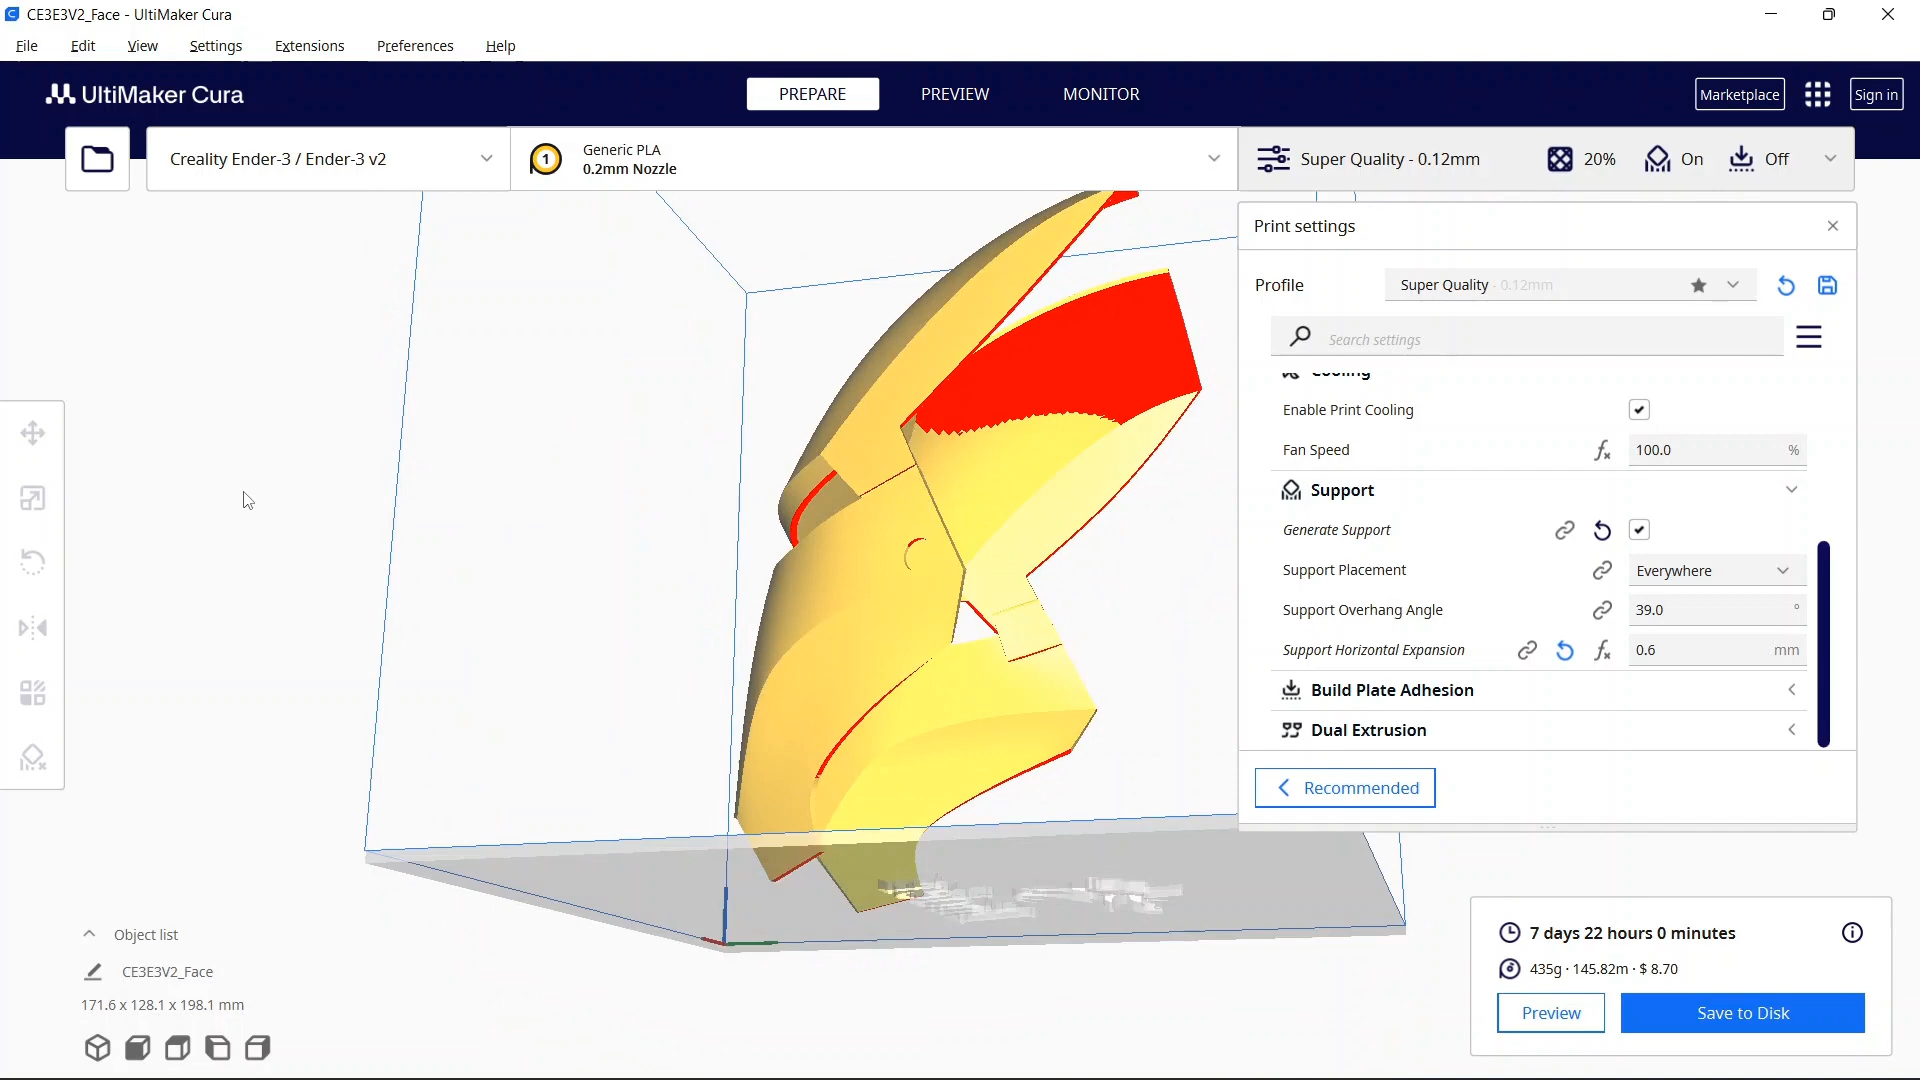 CE3E3V2_Face - UltiMaker Cura
File Edit View Settings Extensions Preferences Help
UltiMaker Cura
PREPARE PREVIEW MONITOR
Marketplace Sign in
Creality Ender-3 / Ender-3 v2
1
Generic PLA
0.2mm Nozzle
Super Quality - 0.12mm 20% On Off
Print settings
Profile Super Quality - 0.12mm
Search settings
Cooling
Enable Print Cooling
Fan Speed fx 100.0 %
Support
Generate Support
Support Placement Everywhere
Support Overhang Angle 39.0 °
Support Horizontal Expansion fx 0.6 mm
Build Plate Adhesion
Dual Extrusion
Recommended
Object list
CE3E3V2_Face
171.6 x 128.1 x 198.1 mm
7 days 22 hours 0 minutes
435g · 145.82m · $ 8.70
Preview Save to Disk